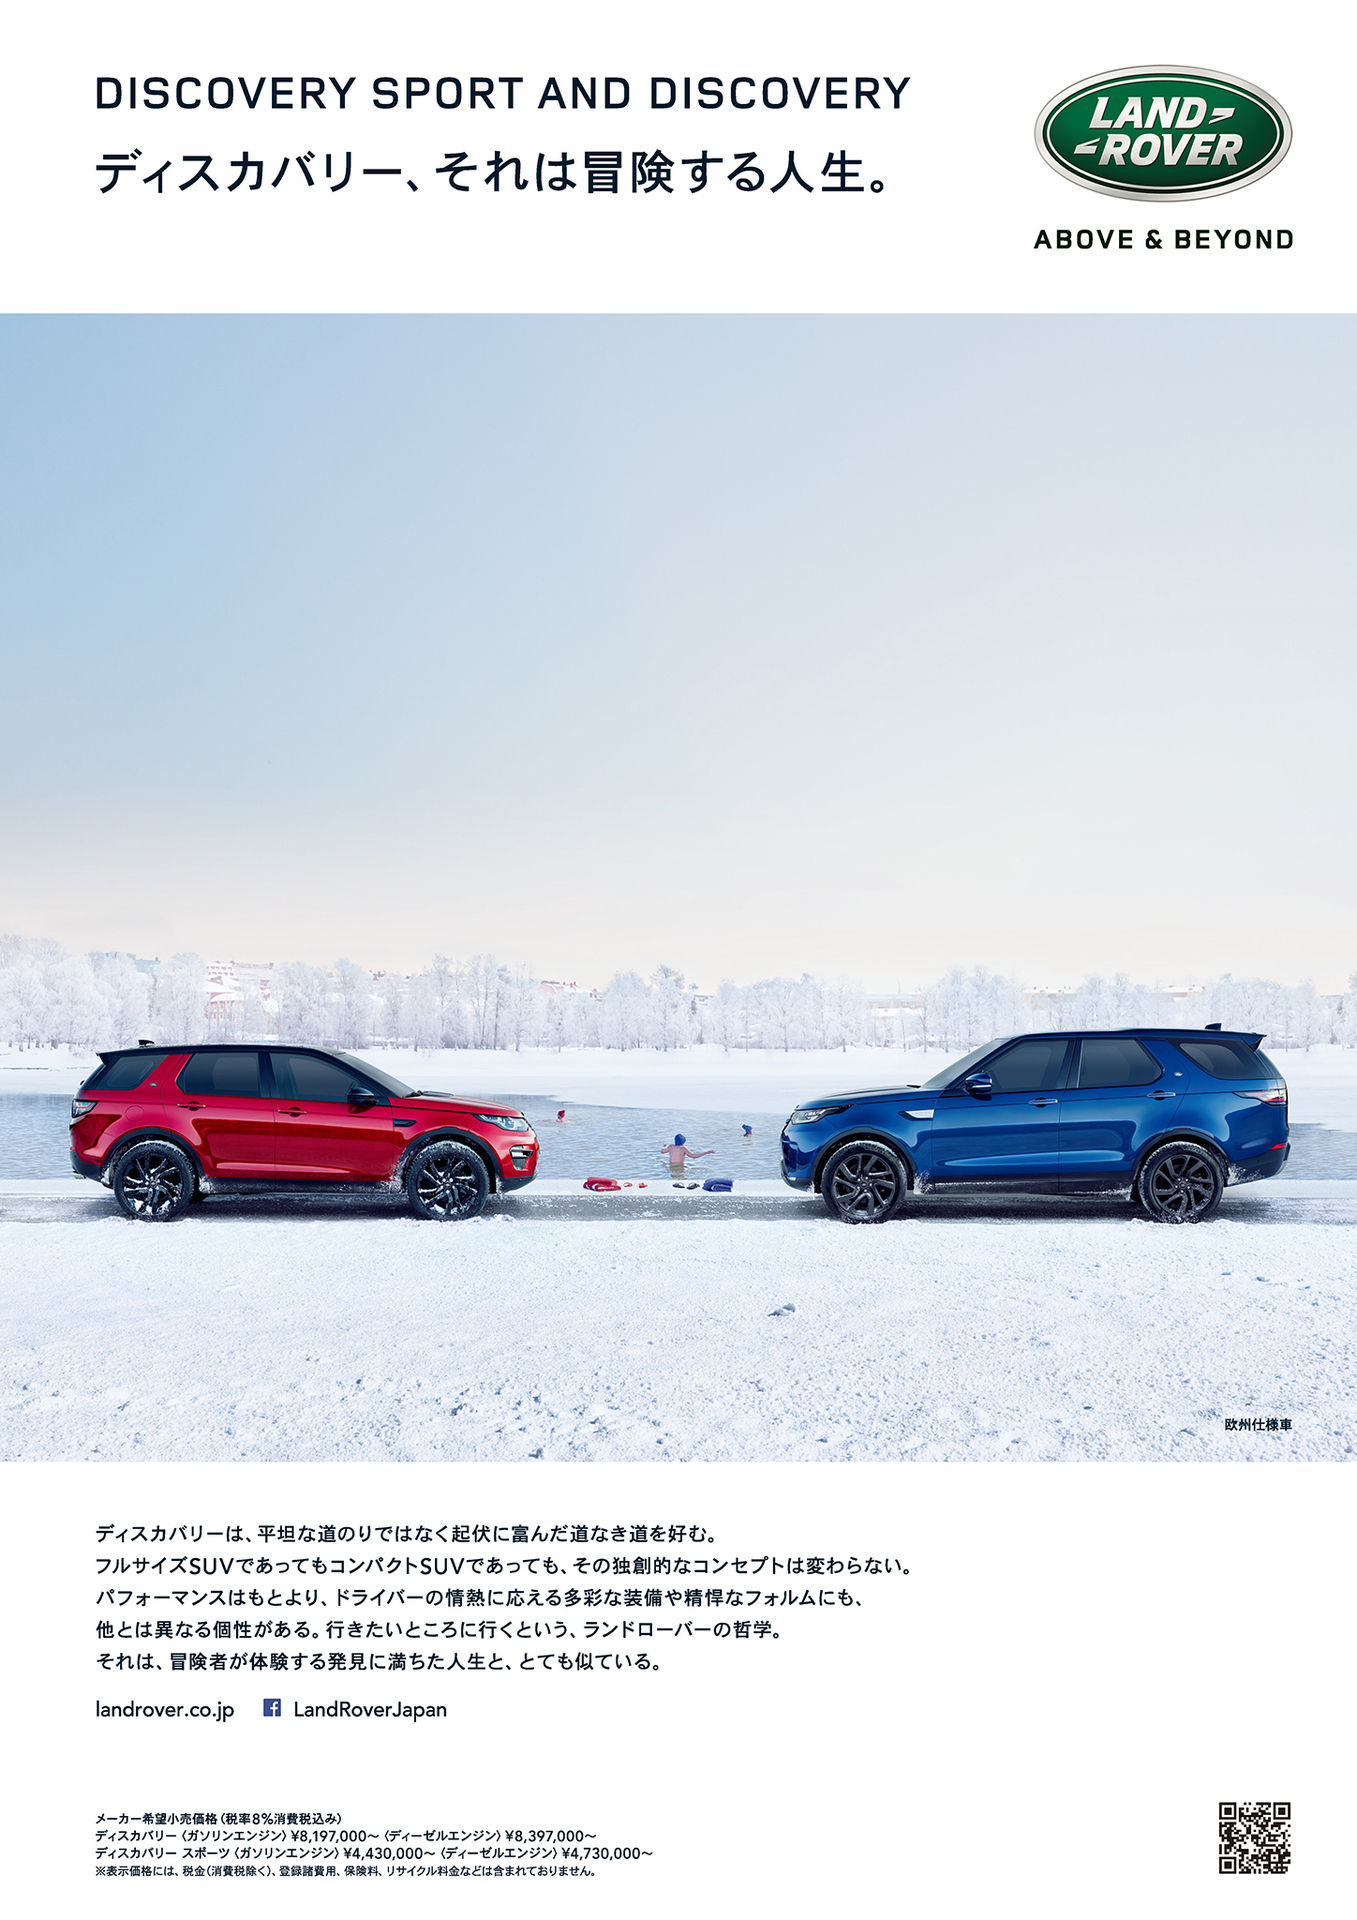 DISCOVERY SPORT AND DISCOVERY
ディスカバリー、それは冒険する人生。
LAND
ROVER
ABOVE & BEYOND
欧州仕様車
ディスカバリーは、平坦な道のりではなく起伏に富んだ道なき道を好む。
フルサイズSUVであってもコンパクトSUVであっても、その独創的なコンセプトは変わらない。
パフォーマンスはもとより、ドライバーの情熱に応える多彩な装備や精悍なフォルムにも、
他とは異なる個性がある。行きたいところに行くという、ランドローバーの哲学。
それは、冒険者が体験する発見に満ちた人生と、とても似ている。
landrover.co.jp LandRoverJapan
メーカー希望小売価格（税率8%消費税込み）
ディスカバリー〈ガソリンエンジン〉¥8,197,000〜〈ディーゼルエンジン〉¥8,397,000〜
ディスカバリー スポーツ〈ガソリンエンジン〉¥4,430,000〜〈ディーゼルエンジン〉¥4,730,000〜
※表示価格には、税金（消費税除く）、登録諸費用、保険料、リサイクル料金などは含まれておりません。